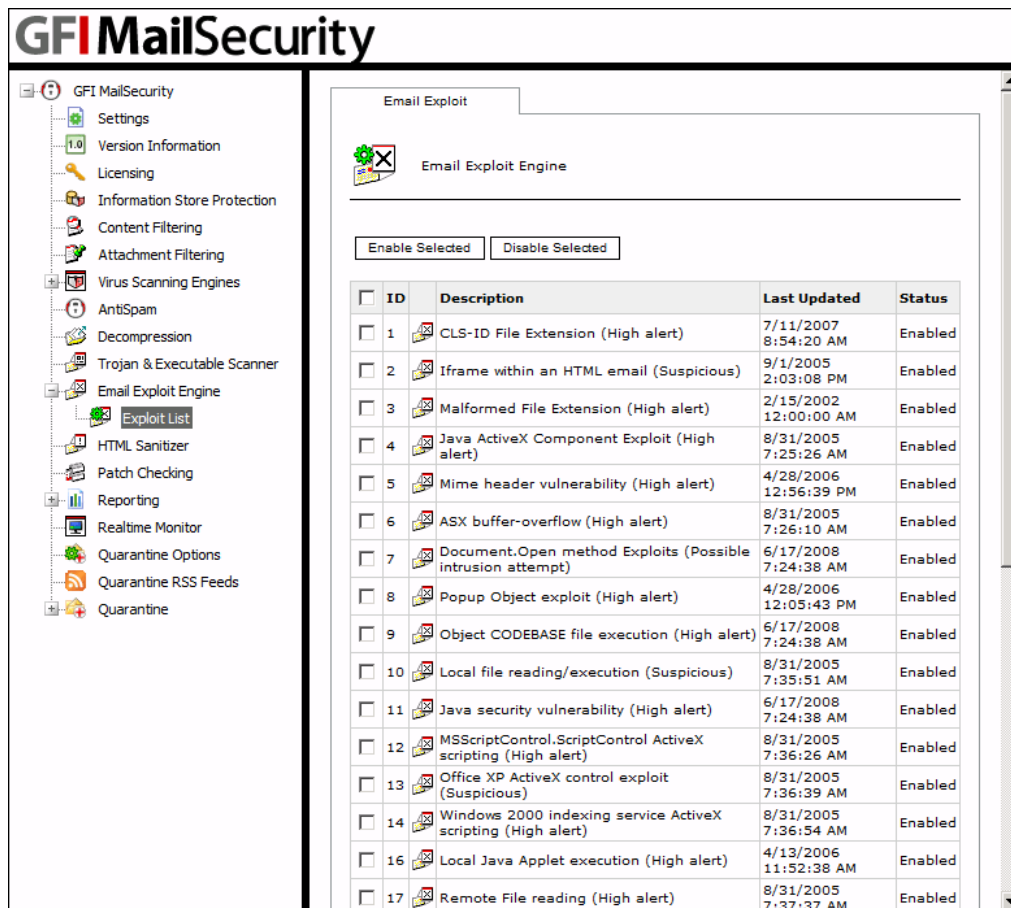 GFI MailSecurity
GFI MailSecurity
Settings
1.0 Version Information
Licensing
Information Store Protection
Content Filtering
Attachment Filtering
Virus Scanning Engines
AntiSpam
Decompression
Trojan & Executable Scanner
Email Exploit Engine
Exploit List
HTML Sanitizer
Patch Checking
Reporting
Realtime Monitor
Quarantine Options
Quarantine RSS Feeds
Quarantine
Email Exploit
Email Exploit Engine
Enable Selected Disable Selected
ID Description Last Updated Status
1 CLS-ID File Extension (High alert) 7/11/2007 8:54:20 AM Enabled
2 Iframe within an HTML email (Suspicious) 9/1/2005 2:03:08 PM Enabled
3 Malformed File Extension (High alert) 2/15/2002 12:00:00 AM Enabled
4 Java ActiveX Component Exploit (High alert) 8/31/2005 7:25:26 AM Enabled
5 Mime header vulnerability (High alert) 4/28/2006 12:56:39 PM Enabled
6 ASX buffer-overflow (High alert) 8/31/2005 7:26:10 AM Enabled
7 Document.Open method Exploits (Possible intrusion attempt) 6/17/2008 7:24:38 AM Enabled
8 Popup Object exploit (High alert) 4/28/2006 12:05:43 PM Enabled
9 Object CODEBASE file execution (High alert) 6/17/2008 7:24:38 AM Enabled
10 Local file reading/execution (Suspicious) 8/31/2005 7:35:51 AM Enabled
11 Java security vulnerability (High alert) 6/17/2008 7:24:38 AM Enabled
12 MSScriptControl.ScriptControl ActiveX scripting (High alert) 8/31/2005 7:36:26 AM Enabled
13 Office XP ActiveX control exploit (Suspicious) 8/31/2005 7:36:39 AM Enabled
14 Windows 2000 indexing service ActiveX scripting (High alert) 8/31/2005 7:36:54 AM Enabled
16 Local Java Applet execution (High alert) 4/13/2006 11:52:38 AM Enabled
17 Remote File reading (High alert) 8/31/2005 7:37:37 AM Enabled